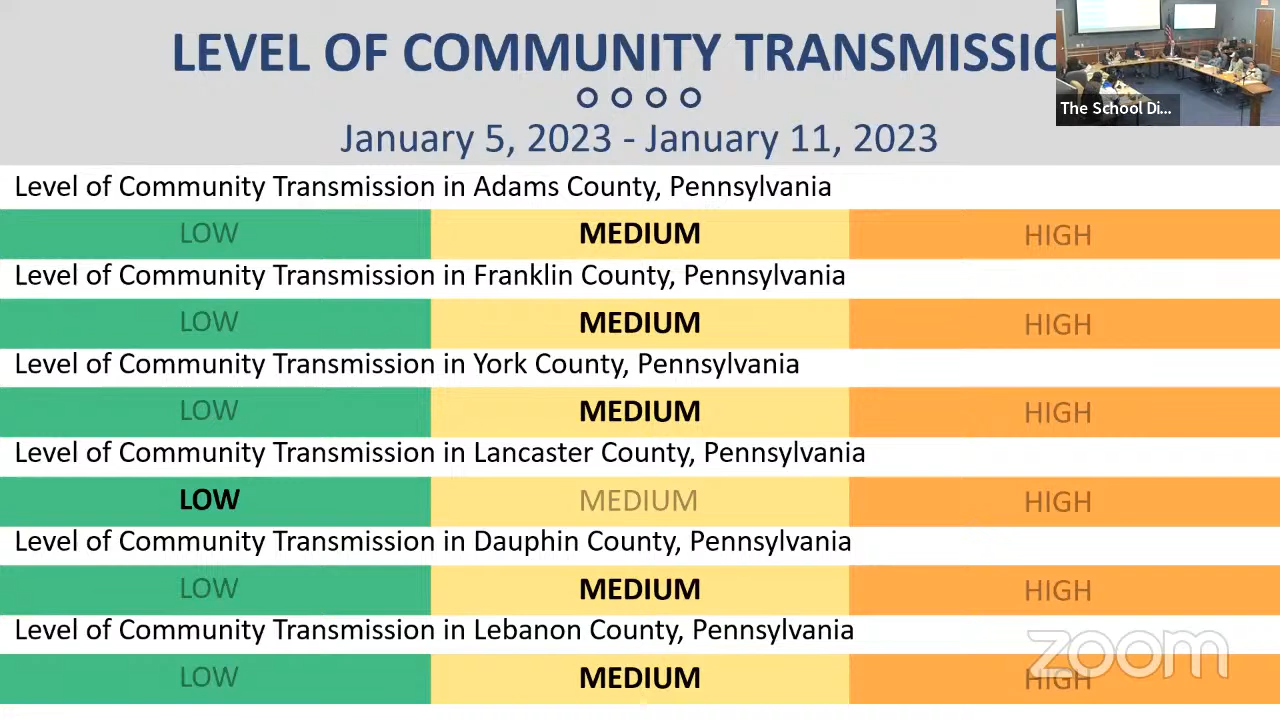 LEVEL OF COMMUNITY TRANSMISSIO
January 5, 2023 - January 11, 2023
The School Di...
Level of Community Transmission in Adams County, Pennsylvania
LOW MEDIUM HIGH
Level of Community Transmission in Franklin County, Pennsylvania
LOW MEDIUM HIGH
Level of Community Transmission in York County, Pennsylvania
LOW MEDIUM HIGH
Level of Community Transmission in Lancaster County, Pennsylvania
LOW MEDIUM HIGH
Level of Community Transmission in Dauphin County, Pennsylvania
LOW MEDIUM HIGH
Level of Community Transmission in Lebanon County, Pennsylvania
LOW MEDIUM HIGH
zoom